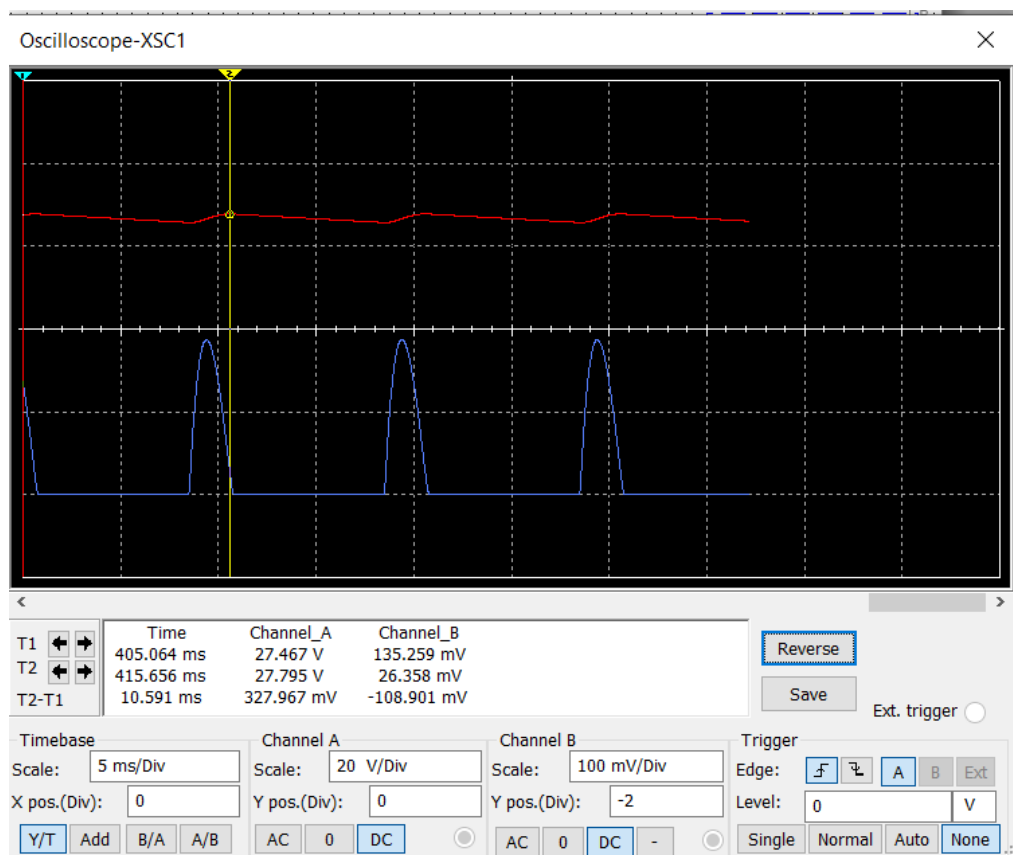 Oscilloscope-XSC1
1 2
Time Channel_A Channel_B
T1 405.064 ms 27.467 V 135.259 mV
T2 415.656 ms 27.795 V 26.358 mV
T2-T1 10.591 ms 327.967 mV -108.901 mV
Reverse
Save
Ext. trigger
Timebase Channel A Channel B Trigger
Scale: 5 ms/Div Scale: 20 V/Div Scale: 100 mV/Div Edge: A B Ext
X pos.(Div): 0 Y pos.(Div): 0 Y pos.(Div): -2 Level: 0 V
Y/T Add B/A A/B AC 0 DC AC 0 DC - Single Normal Auto None